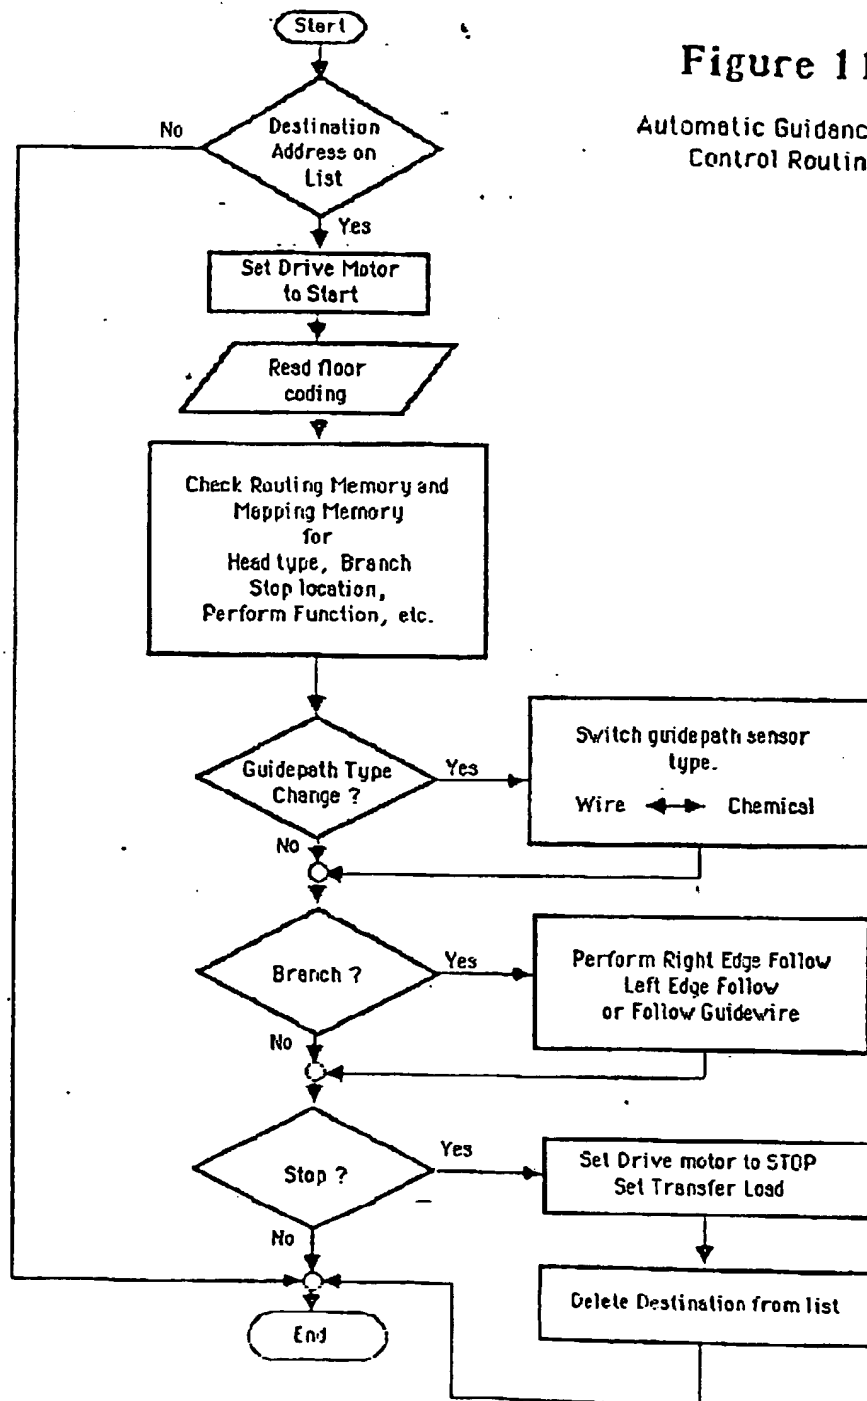 Start
Figure 11
Automatic Guidanc
Control Routin
No
Destination
Address on
List
Yes
Set Drive Motor
to Start
Read floor
coding
Check Routing Memory and
Mapping Memory
for
Head type, Branch
Stop location,
Perform Function, etc.
Guidepath Type
Change ?
Yes
Switch guidepath sensor
type.
Wire Chemical
No
Branch ?
Yes
Perform Right Edge Follow
Left Edge Follow
or Follow Guidewire
No
Stop ?
Yes
Set Drive motor to STOP
Set Transfer Load
No
Delete Destination from list
End